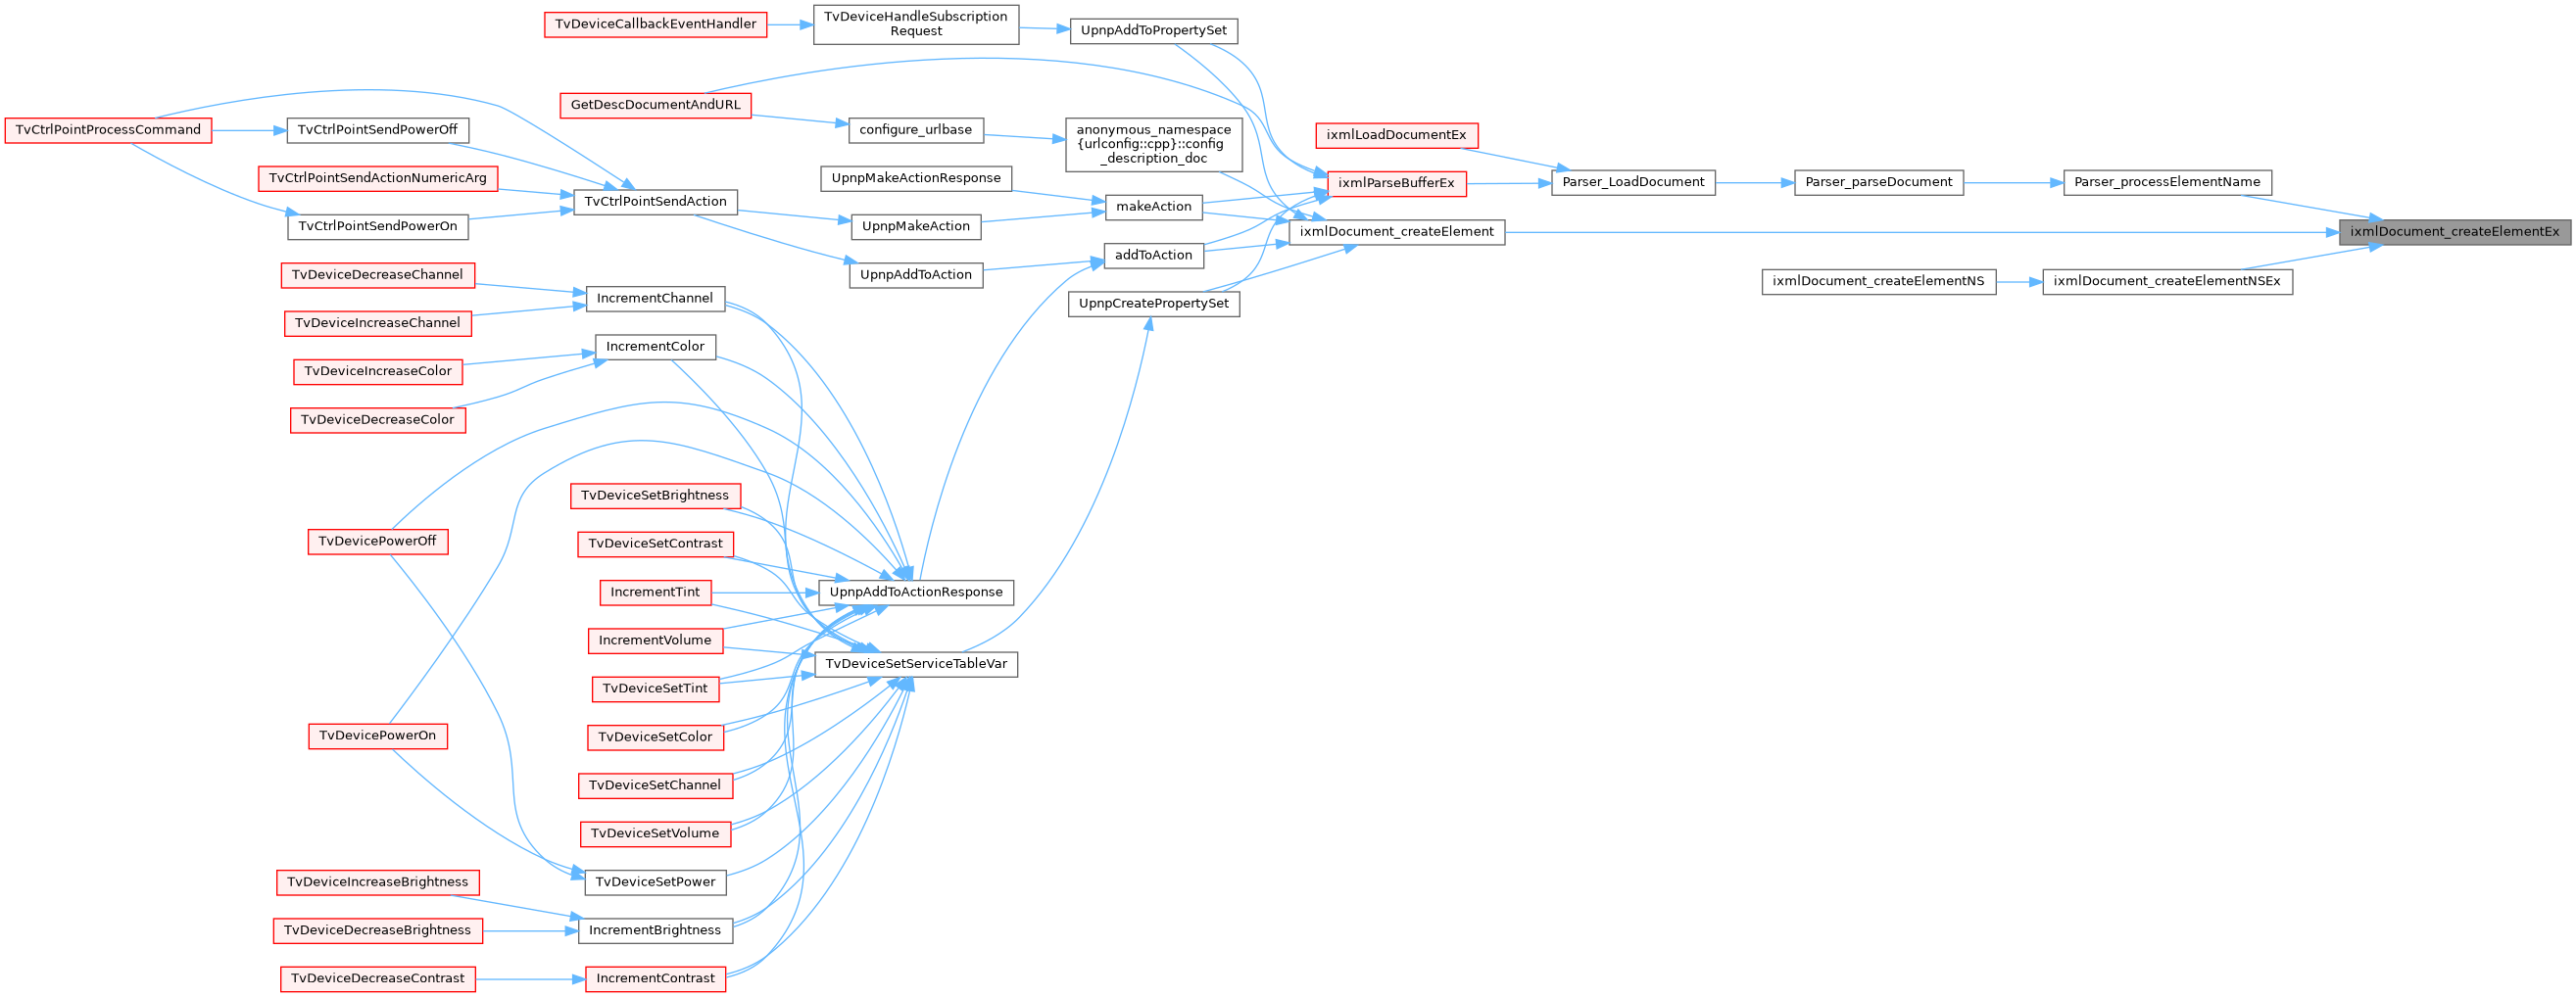 TvDeviceCallbackEventHandler
TvDeviceHandleSubscription
Request
UpnpAddToPropertySet
GetDescDocumentAndURL
TvCtrlPointProcessCommand
TvCtrlPointSendPowerOff
configure_urlbase
anonymous_namespace
{urlconfig::cpp}::config
_description_doc
ixmlLoadDocumentEx
TvCtrlPointSendActionNumericArg
UpnpMakeActionResponse
ixmlParseBufferEx
Parser_LoadDocument
Parser_parseDocument
Parser_processElementName
TvCtrlPointSendAction
makeAction
TvCtrlPointSendPowerOn
UpnpMakeAction
ixmlDocument_createElement
ixmlDocument_createElementEx
addToAction
TvDeviceDecreaseChannel
UpnpAddToAction
ixmlDocument_createElementNS
ixmlDocument_createElementNSEx
IncrementChannel
UpnpCreatePropertySet
TvDeviceIncreaseChannel
IncrementColor
TvDeviceIncreaseColor
TvDeviceDecreaseColor
TvDeviceSetBrightness
TvDevicePowerOff
TvDeviceSetContrast
IncrementTint
UpnpAddToActionResponse
IncrementVolume
TvDeviceSetServiceTableVar
TvDeviceSetTint
TvDevicePowerOn
TvDeviceSetColor
TvDeviceSetChannel
TvDeviceSetVolume
TvDeviceIncreaseBrightness
TvDeviceSetPower
TvDeviceDecreaseBrightness
IncrementBrightness
TvDeviceDecreaseContrast
IncrementContrast